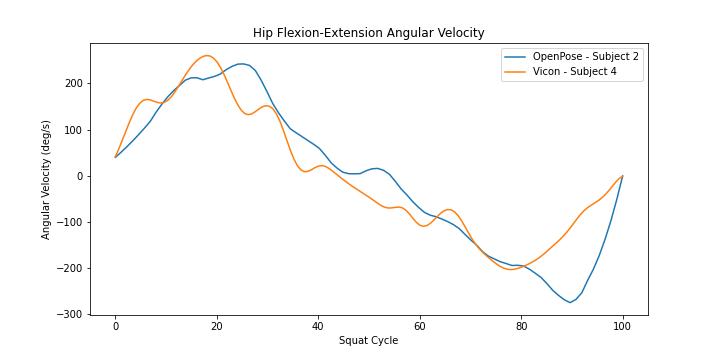 Hip Flexion-Extension Angular Velocity
OpenPose - Subject 2
Vicon - Subject 4
Angular Velocity (deg/s)
200
100
0
−100
−200
−300
0 20 40 60 80 100
Squat Cycle